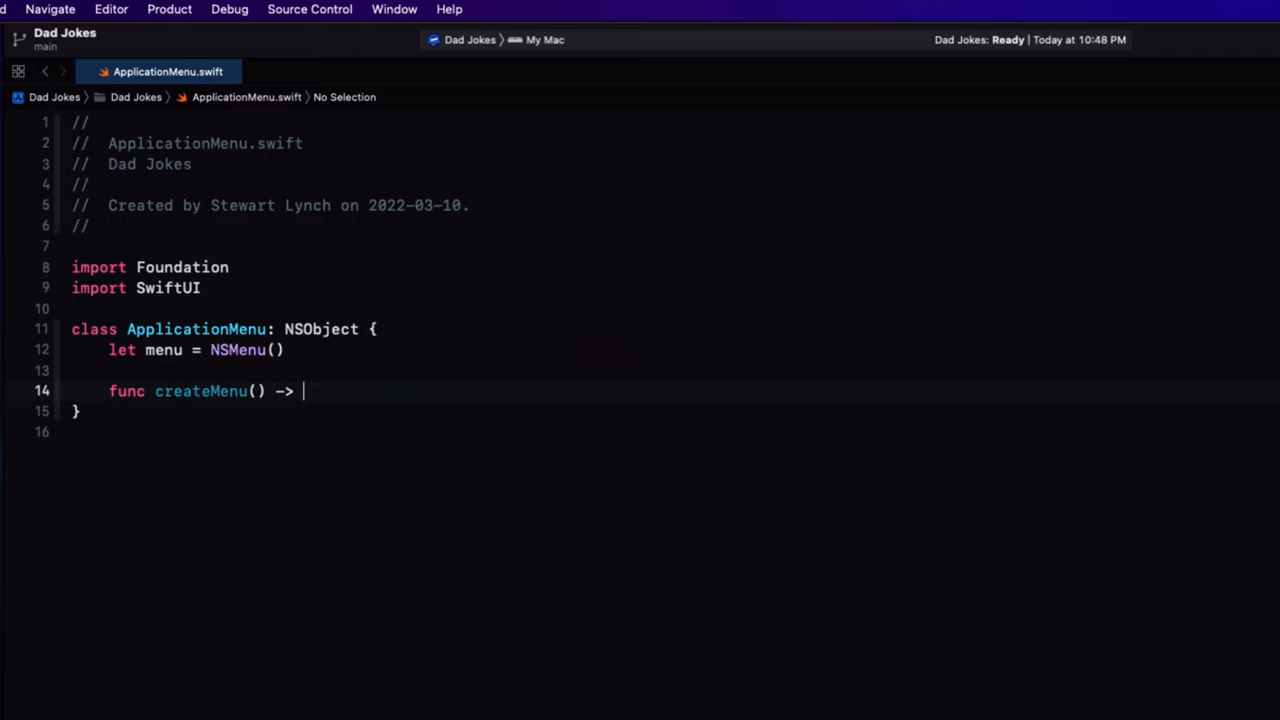 d Navigate Editor Product Debug Source Control Window Help
Dad Jokes
main
Dad Jokes 〉 My Mac
Dad Jokes: Ready | Today at 10:48 PM
ApplicationMenu.swift
Dad Jokes 〉 Dad Jokes 〉 ApplicationMenu.swift 〉 No Selection
1 //
2 //  ApplicationMenu.swift
3 //  Dad Jokes
4 //
5 //  Created by Stewart Lynch on 2022-03-10.
6 //
7
8 import Foundation
9 import SwiftUI
10
11 class ApplicationMenu: NSObject {
12     let menu = NSMenu()
13
14     func createMenu() ->
15 }
16